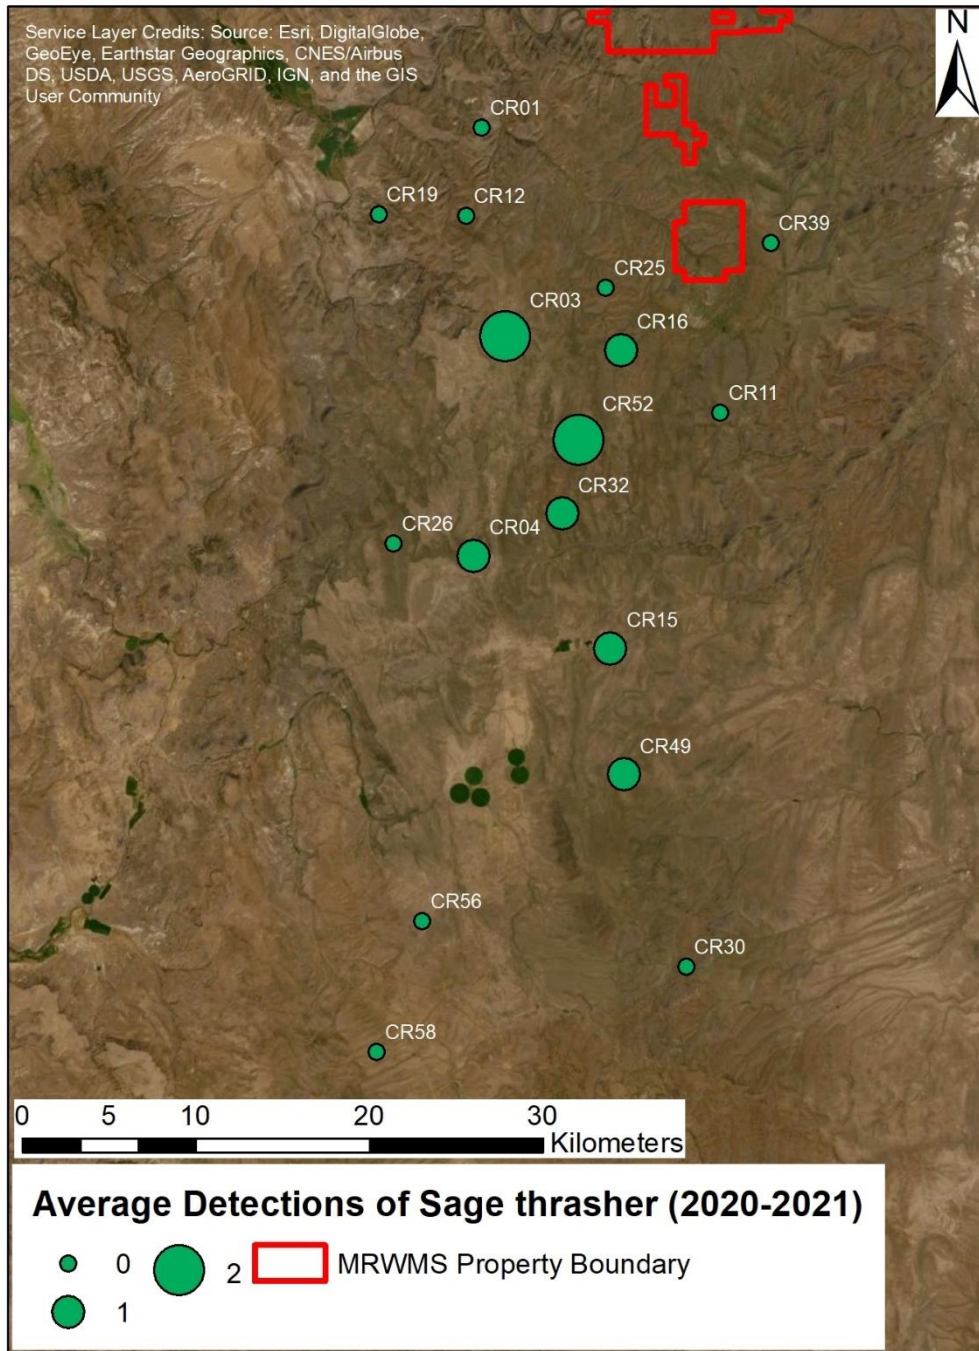 Service Layer Credits: Source: Esri, DigitalGlobe,
GeoEye, Earthstar Geographics, CNES/Airbus
DS, USDA, USGS, AeroGRID, IGN, and the GIS
User Community
N
CR01
CR19
CR12
CR39
CR25
CR03
CR16
CR11
CR52
CR32
CR26
CR04
CR15
CR49
CR56
CR30
CR58
0 5 10 20 30
Kilometers
Average Detections of Sage thrasher (2020-2021)
0 2 MRWMS Property Boundary
1